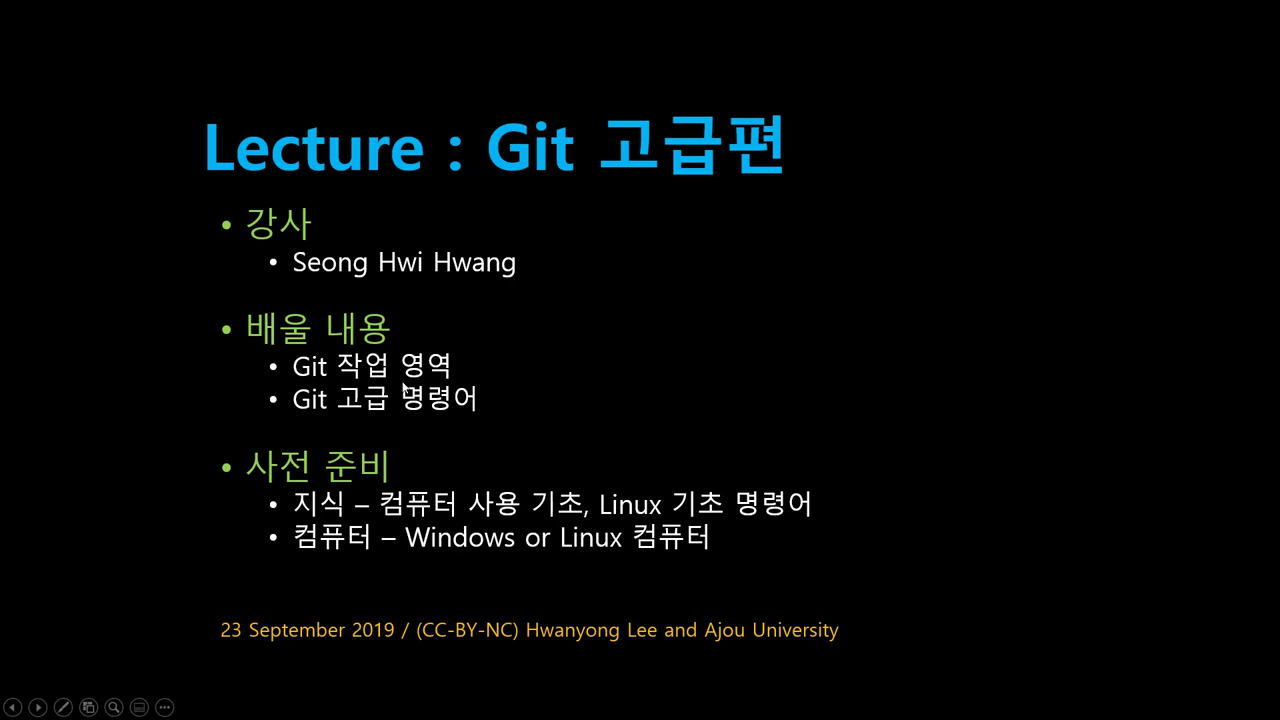 Lecture : Git 고급편
• 강사
• Seong Hwi Hwang
• 배울 내용
• Git 작업 영역
• Git 고급 명령어
• 사전 준비
• 지식 – 컴퓨터 사용 기초, Linux 기초 명령어
• 컴퓨터 – Windows or Linux 컴퓨터
23 September 2019 / (CC-BY-NC) Hwanyong Lee and Ajou University